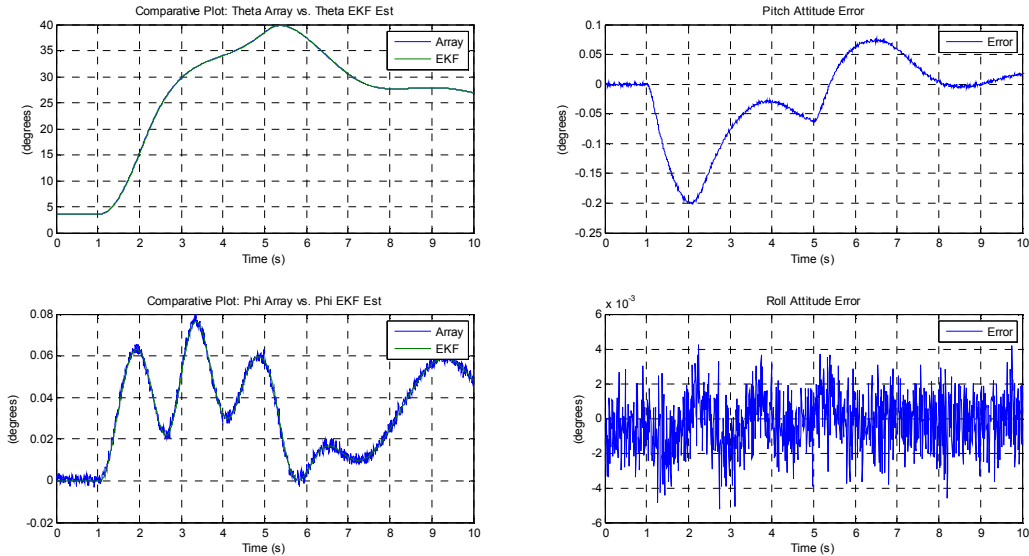 Comparative Plot: Theta Array vs. Theta EKF Est
40
35
30
25
20
15
10
5
0
(degrees)
Array
EKF
0 1 2 3 4 5 6 7 8 9 10
Time (s)
Pitch Attitude Error
0.1
0.05
0
-0.05
-0.1
-0.15
-0.2
-0.25
(degrees)
Error
0 1 2 3 4 5 6 7 8 9 10
Time (s)
Comparative Plot: Phi Array vs. Phi EKF Est
0.08
0.06
0.04
0.02
0
-0.02
(degrees)
Array
EKF
0 1 2 3 4 5 6 7 8 9 10
Time (s)
Roll Attitude Error
x 10-3
6
4
2
0
-2
-4
-6
(degrees)
Error
0 1 2 3 4 5 6 7 8 9 10
Time (s)